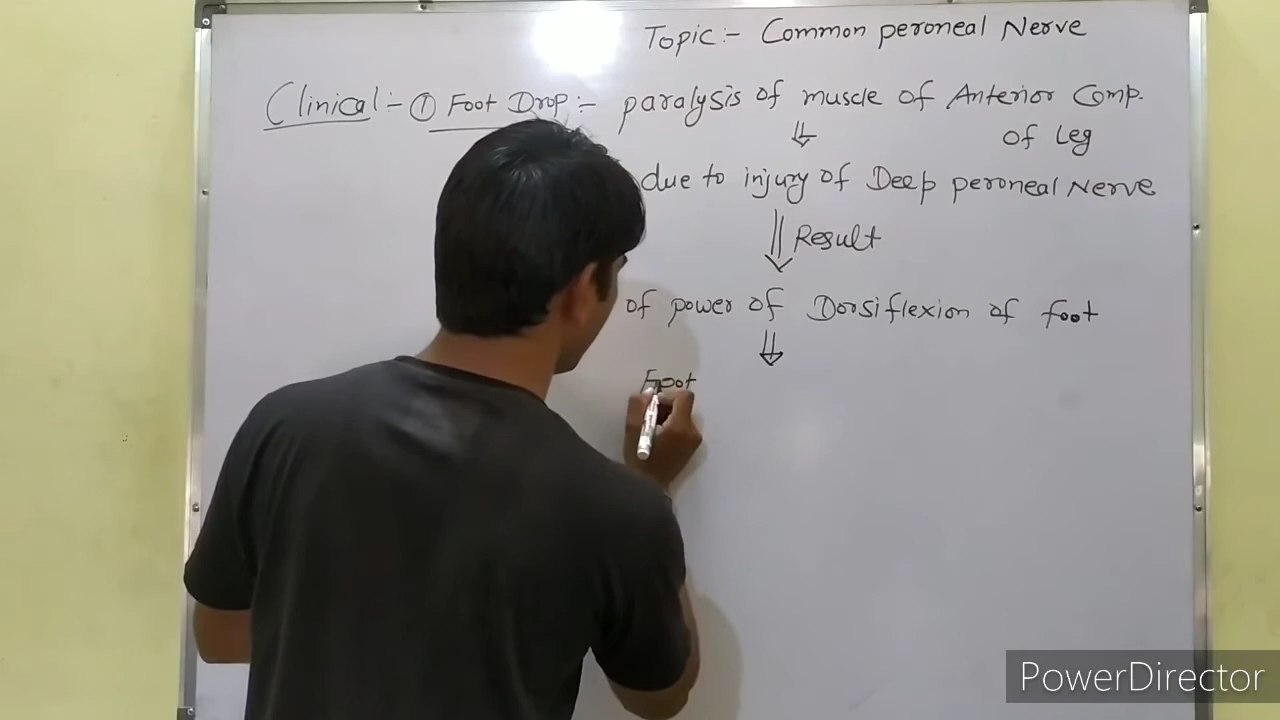 Topic:- Common peroneal Nerve
Clinical:- ① Foot Drop:- paralysis of muscle of Anterior Comp.
of Leg
due to injury of Deep peroneal Nerve
Result
of power of Dorsiflexion of foot
Foot
PowerDirector